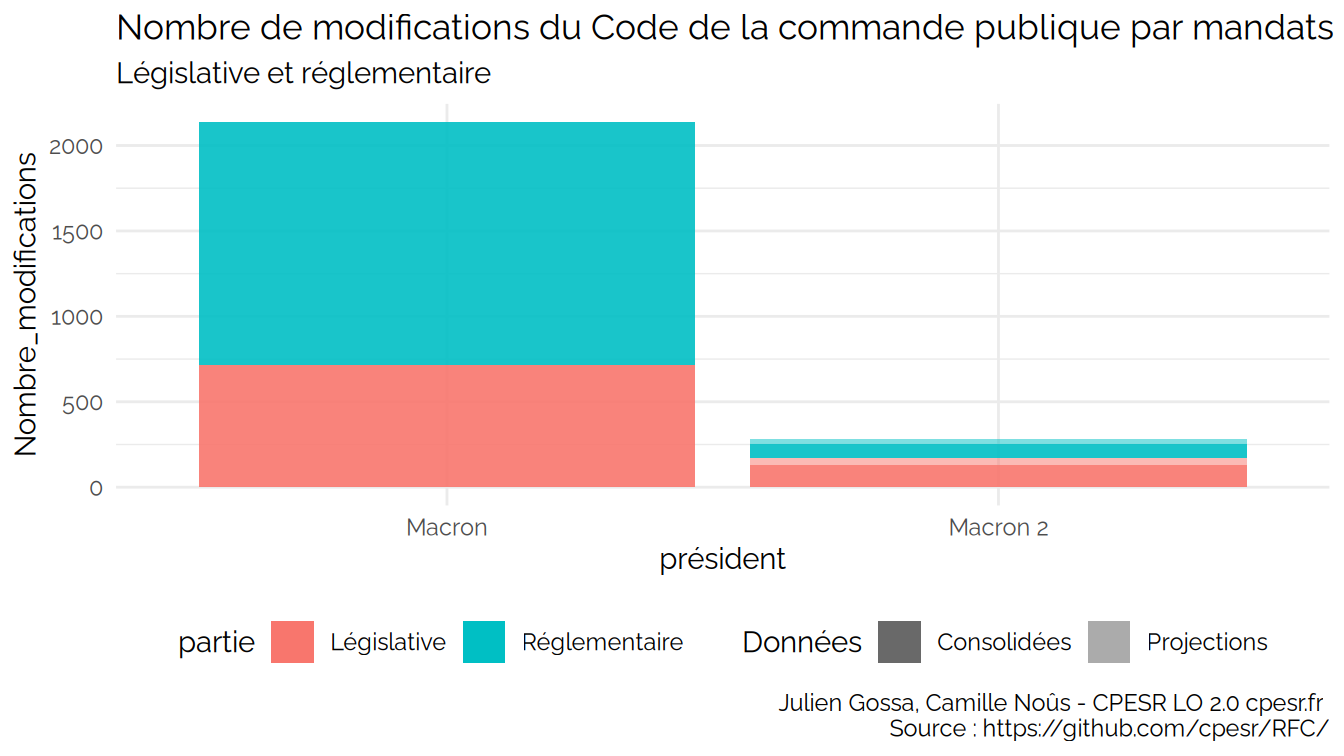 Nombre de modifications du Code de la commande publique par mandats
Législative et réglementaire
Nombre_modifications
2000
1500
1000
500
0
Macron
Macron 2
président
partie Législative Réglementaire Données Consolidées Projections
Julien Gossa, Camille Noûs - CPESR LO 2.0 cpesr.fr
Source : https://github.com/cpesr/RFC/